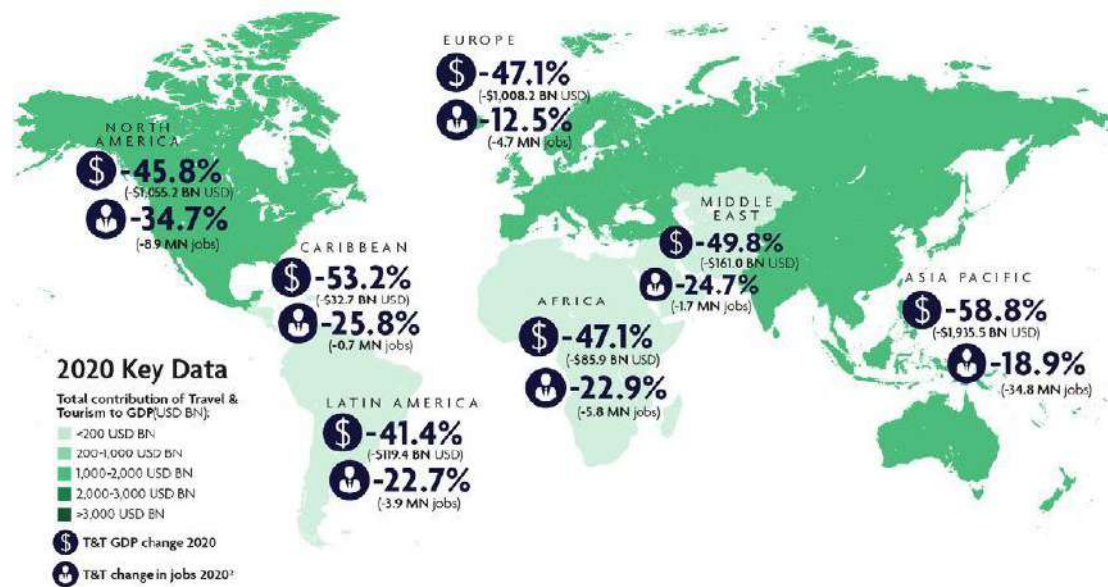 EUROPE
-47.1%
(-$1,008.2 BN USD)
-12.5%
(-4.7 MN jobs)
NORTH
AMERICA
-45.8%
(-$1,055.2 BN USD)
-34.7%
(-8.9 MN jobs)
MIDDLE
EAST
-49.8%
(-$161.0 BN USD)
-24.7%
(-1.7 MN jobs)
CARIBBEAN
-53.2%
(-$32.7 BN USD)
-25.8%
(-0.7 MN jobs)
AFRICA
-47.1%
(-$85.9 BN USD)
-22.9%
(-5.8 MN jobs)
ASIA PACIFIC
-58.8%
(-$1,935.5 BN USD)
-18.9%
(-34.8 MN jobs)
LATIN AMERICA
-41.4%
(-$119.4 BN USD)
-22.7%
(-3.9 MN jobs)
2020 Key Data
Total contribution of Travel &
Tourism to GDP(USD BN):
<200 USD BN
200-1,000 USD BN
1,000-2,000 USD BN
2,000-3,000 USD BN
>3,000 USD BN
$ T&T GDP change 2020
T&T change in jobs 2020²